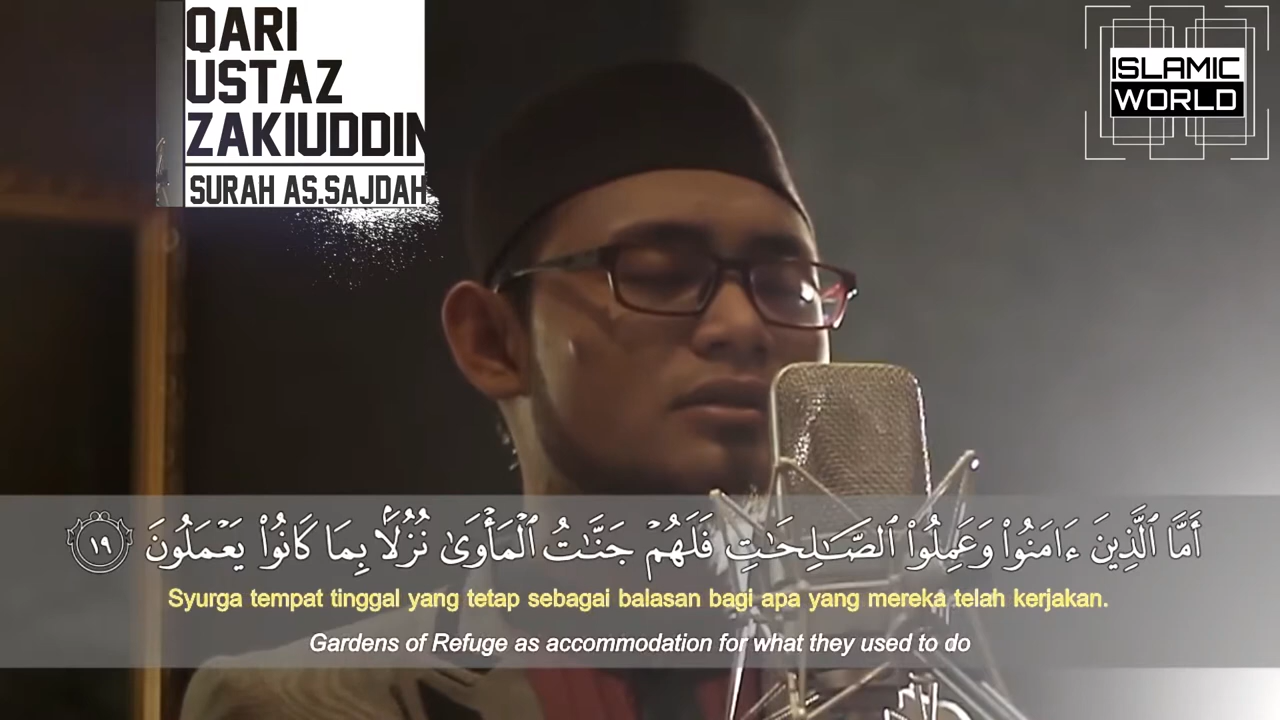 QARI
USTAZ
ZAKIUDDIN
SURAH AS.SAJDAH
ISLAMIC
WORLD
أَمَّا ٱلَّذِينَ ءَامَنُوا۟ وَعَمِلُوا۟ ٱلصَّـٰلِحَـٰتِ فَلَهُمْ جَنَّـٰتُ ٱلْمَأْوَىٰ نُزُلًۢا بِمَا كَانُوا۟ يَعْمَلُونَ ١٩
Syurga tempat tinggal yang tetap sebagai balasan bagi apa yang mereka telah kerjakan.
Gardens of Refuge as accommodation for what they used to do